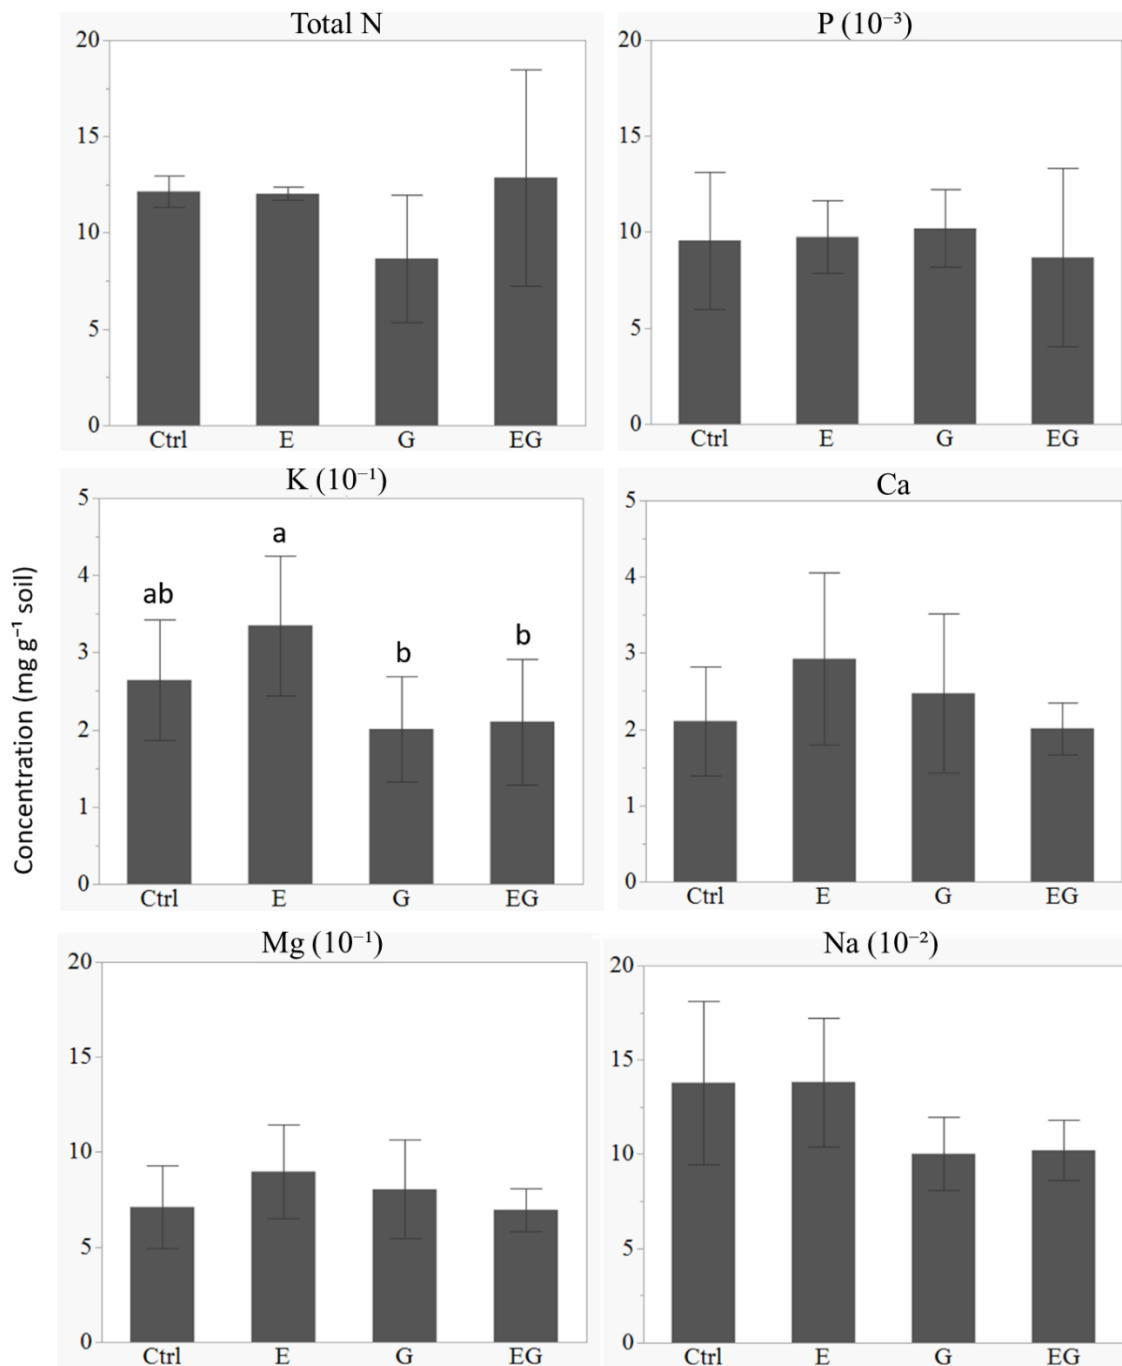 Total N
20
15
10
5
0
Ctrl E G EG
P (10⁻³)
20
15
10
5
0
Ctrl E G EG
Concentration (mg g⁻¹ soil)
K (10⁻¹)
5
4
3
2
1
0
ab
a
b
b
Ctrl E G EG
Ca
5
4
3
2
1
0
Ctrl E G EG
Mg (10⁻¹)
20
15
10
5
0
Ctrl E G EG
Na (10⁻²)
20
15
10
5
0
Ctrl E G EG